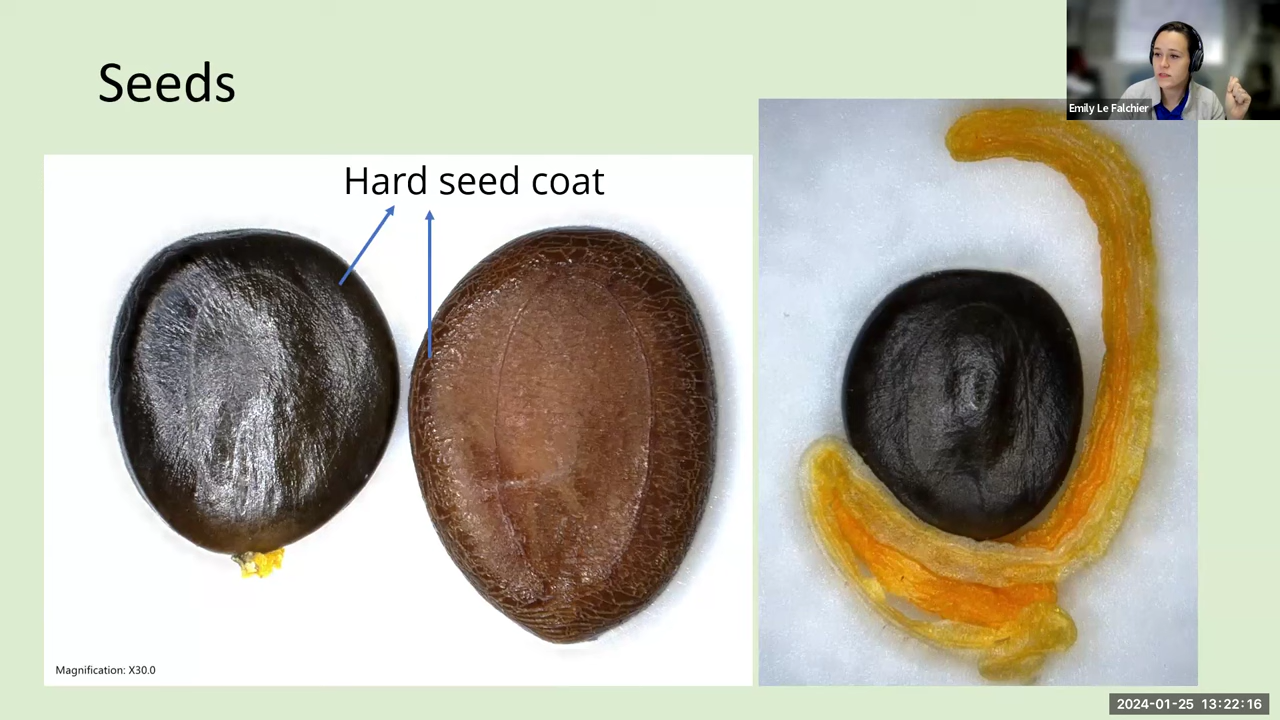 Seeds
Hard seed coat
Magnification: X30.0
Emily Le Falchier
2024-01-25 13:22:16